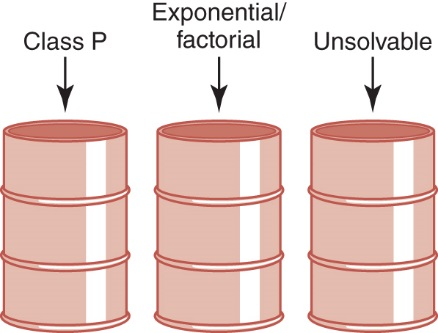 Class P
Exponential/
factorial
Unsolvable